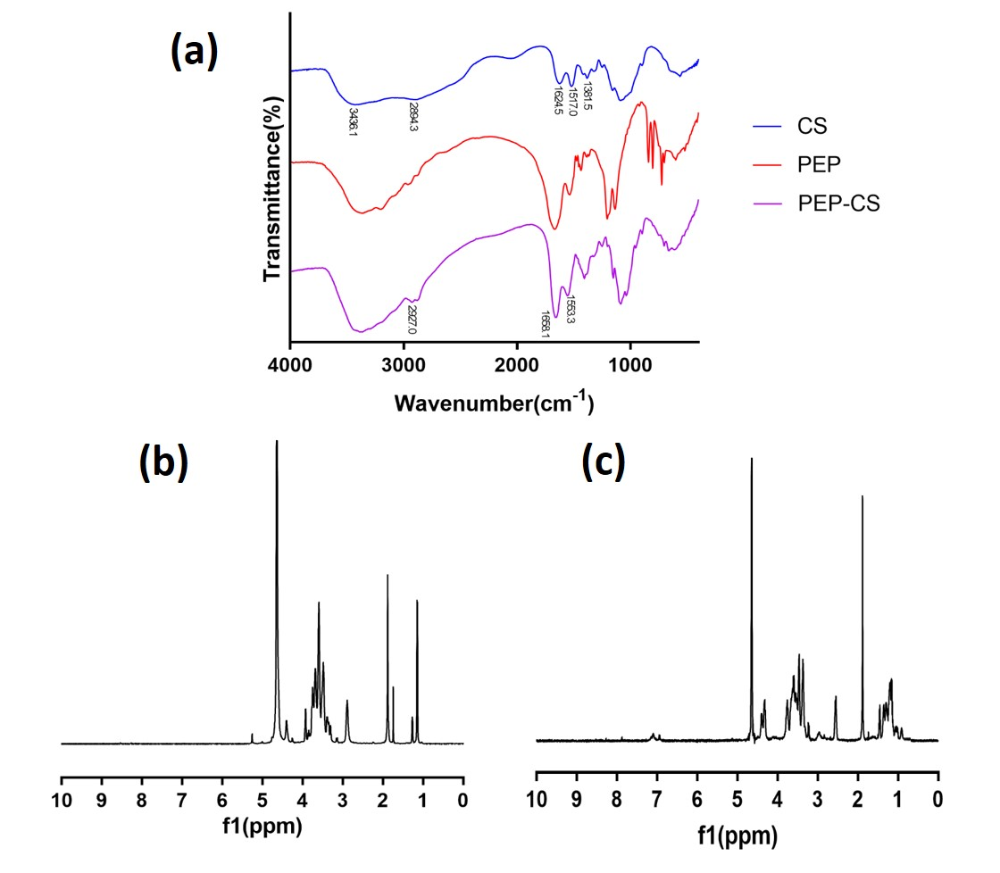 (a)
Transmittance(%)
3436.1
2894.3
1624.5
1517.0
1381.5
2927.0
1658.1
1553.3
CS
PEP
PEP-CS
4000 3000 2000 1000
Wavenumber(cm-1)
(b)
(c)
10 9 8 7 6 5 4 3 2 1 0
f1(ppm)
10 9 8 7 6 5 4 3 2 1 0
f1(ppm)